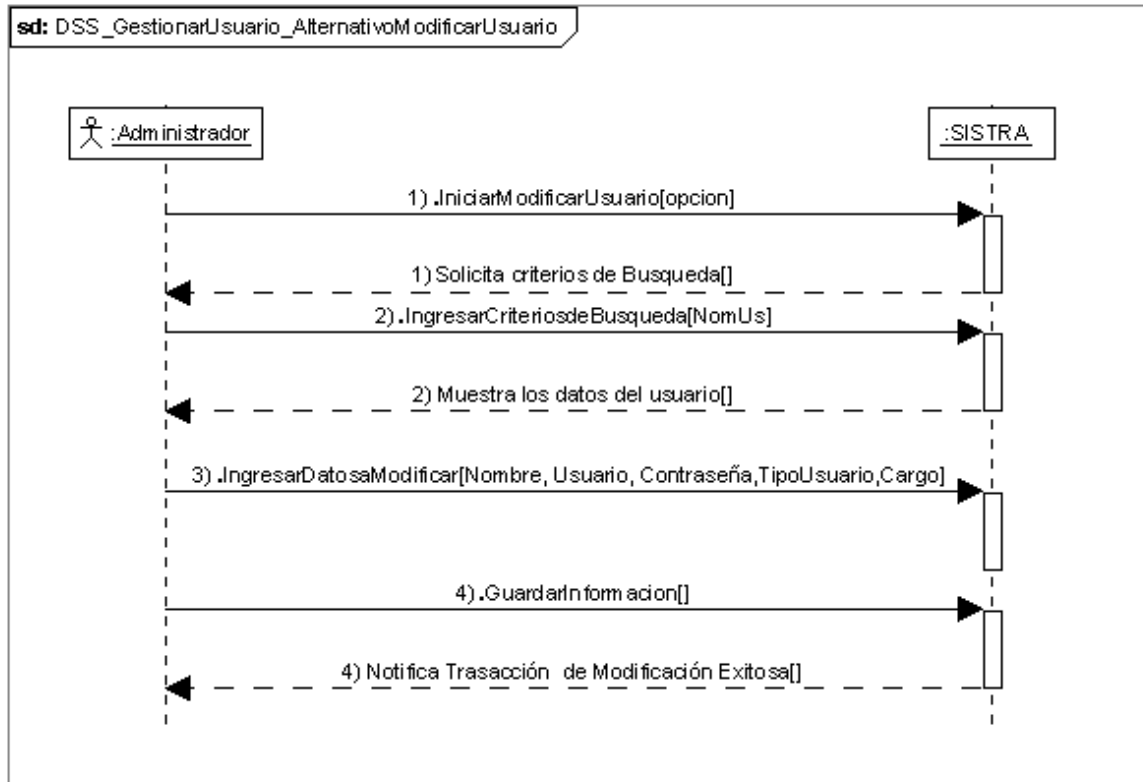 sd: DSS_GestionarUsuario_AlternativoModificarUsuario
:Administrador
:SISTRA
1) .IniciarModificarUsuario[opcion]
1) Solicita criterios de Busqueda[]
2).IngresarCriteriosdeBusqueda[NomUs]
2) Muestra los datos del usuario[]
3).IngresarDatosaModificar[Nombre, Usuario, Contraseña,TipoUsuario,Cargo]
4).GuardarInformacion[]
4) Notifica Trasacción de Modificación Exitosa[]